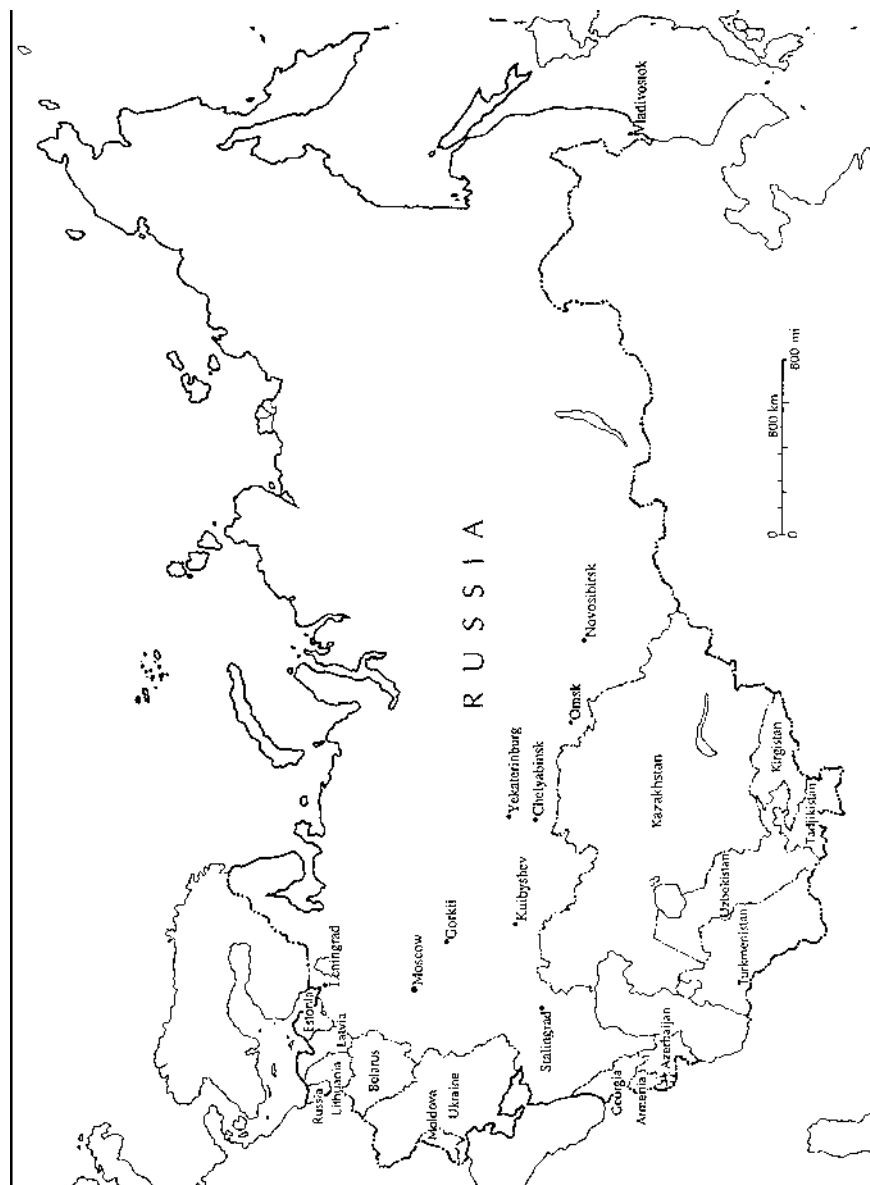 RUSSIA
Vladivostok
Novosibirsk
Omsk
Yekaterinburg
Chelyabinsk
Kuibyshev
Gorkii
Moscow
Leningrad
Estonia
Latvia
Lithuania
Russia
Belarus
Ukraine
Moldova
Stalingrad
Georgia
Armenia
Azerbaijan
Kazakhstan
Uzbekistan
Turkmenistan
Kirgistan
Tadjikistan
0 800 km
0 800 mi